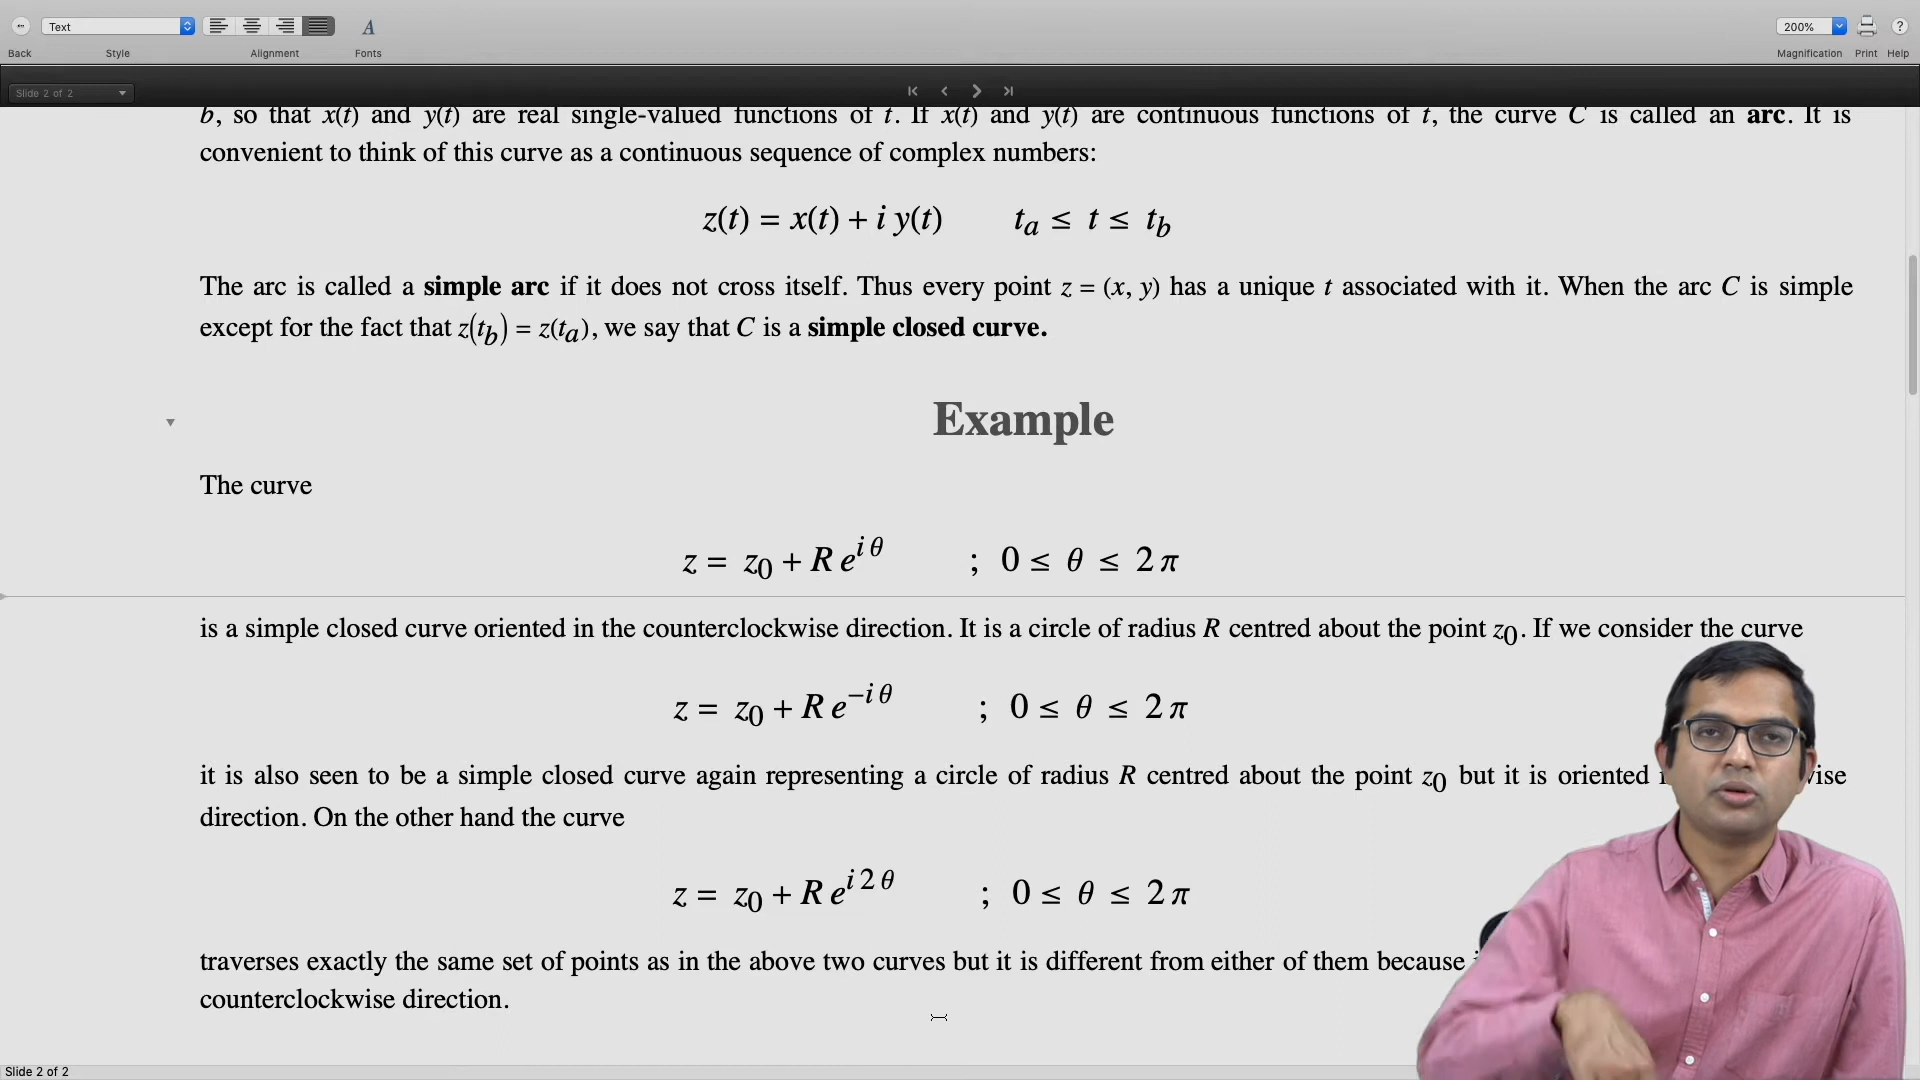 Text
200%
Back
Style
Alignment
Fonts
Magnification
Print
Help
Slide 2 of 2
b, so that x(t) and y(t) are real single-valued functions of t. If x(t) and y(t) are continuous functions of t, the curve C is called an arc. It is
convenient to think of this curve as a continuous sequence of complex numbers:
z(t) = x(t) + i y(t) t_a ≤ t ≤ t_b
The arc is called a simple arc if it does not cross itself. Thus every point z = (x, y) has a unique t associated with it. When the arc C is simple
except for the fact that z(t_b) = z(t_a), we say that C is a simple closed curve.
Example
The curve
z = z_0 + R e^{i θ} ; 0 ≤ θ ≤ 2 π
is a simple closed curve oriented in the counterclockwise direction. It is a circle of radius R centred about the point z_0. If we consider the curve
z = z_0 + R e^{-i θ} ; 0 ≤ θ ≤ 2 π
it is also seen to be a simple closed curve again representing a circle of radius R centred about the point z_0 but it is oriented
direction. On the other hand the curve
z = z_0 + R e^{i 2 θ} ; 0 ≤ θ ≤ 2 π
traverses exactly the same set of points as in the above two curves but it is different from either of them because
counterclockwise direction.
Slide 2 of 2